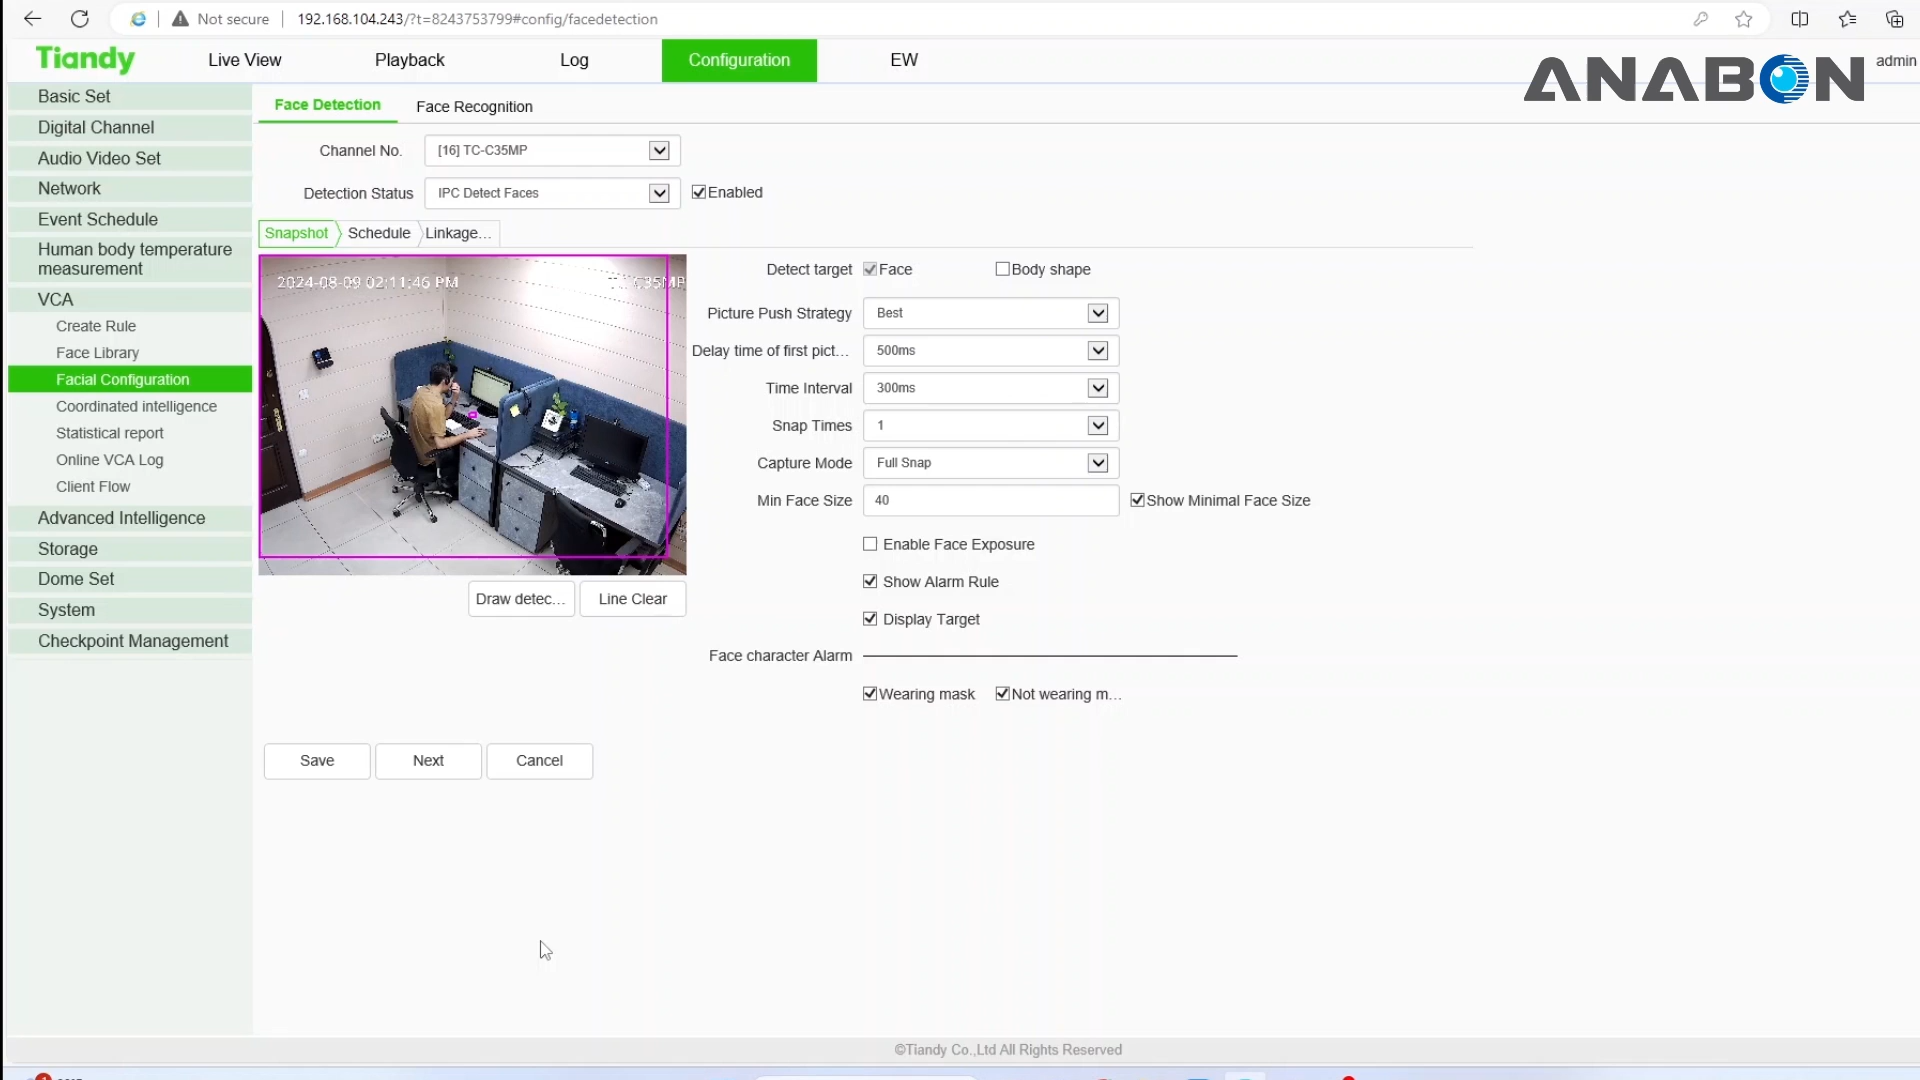 Not secure
192.168.104.243/?t=8243753799#config/facedetection
Tiandy
Live View
Playback
Log
Configuration
EW
ANABON
admin
Basic Set
Digital Channel
Audio Video Set
Network
Event Schedule
Human body temperature
measurement
VCA
Create Rule
Face Library
Facial Configuration
Coordinated intelligence
Statistical report
Online VCA Log
Client Flow
Advanced Intelligence
Storage
Dome Set
System
Checkpoint Management
Face Detection
Face Recognition
Channel No.
[16] TC-C35MP
Detection Status
IPC Detect Faces
Enabled
Snapshot
Schedule
Linkage...
2024-08-09 02:11:46 PM
C35MP
Draw detec...
Line Clear
Detect target
Face
Body shape
Picture Push Strategy
Best
Delay time of first pict...
500ms
Time Interval
300ms
Snap Times
1
Capture Mode
Full Snap
Min Face Size
40
Show Minimal Face Size
Enable Face Exposure
Show Alarm Rule
Display Target
Face character Alarm
Wearing mask
Not wearing m...
Save
Next
Cancel
©Tiandy Co.,Ltd All Rights Reserved